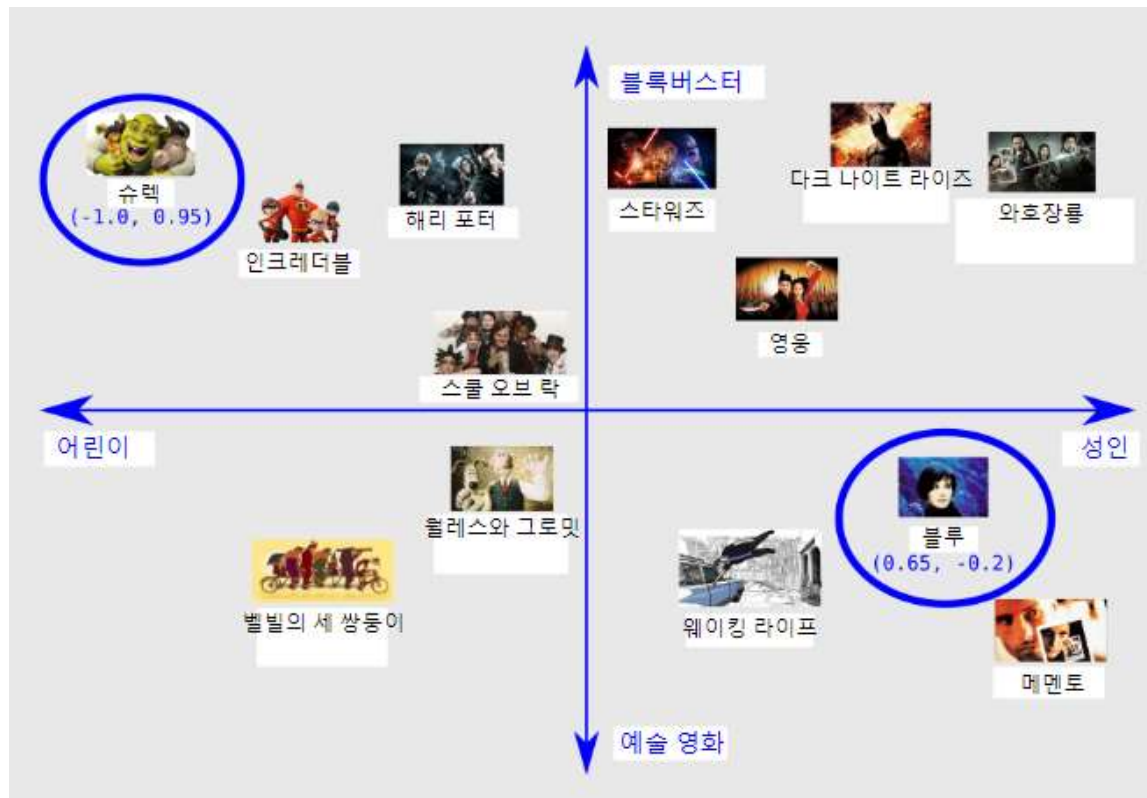 블록버스터
슈렉
(-1.0, 0.95)
인크레더블
해리 포터
스타워즈
다크 나이트 라이즈
와호장룡
영웅
스쿨 오브 락
어린이
성인
월레스와 그로밋
블루
(0.65, -0.2)
벨빌의 세 쌍둥이
웨이킹 라이프
메멘토
예술 영화